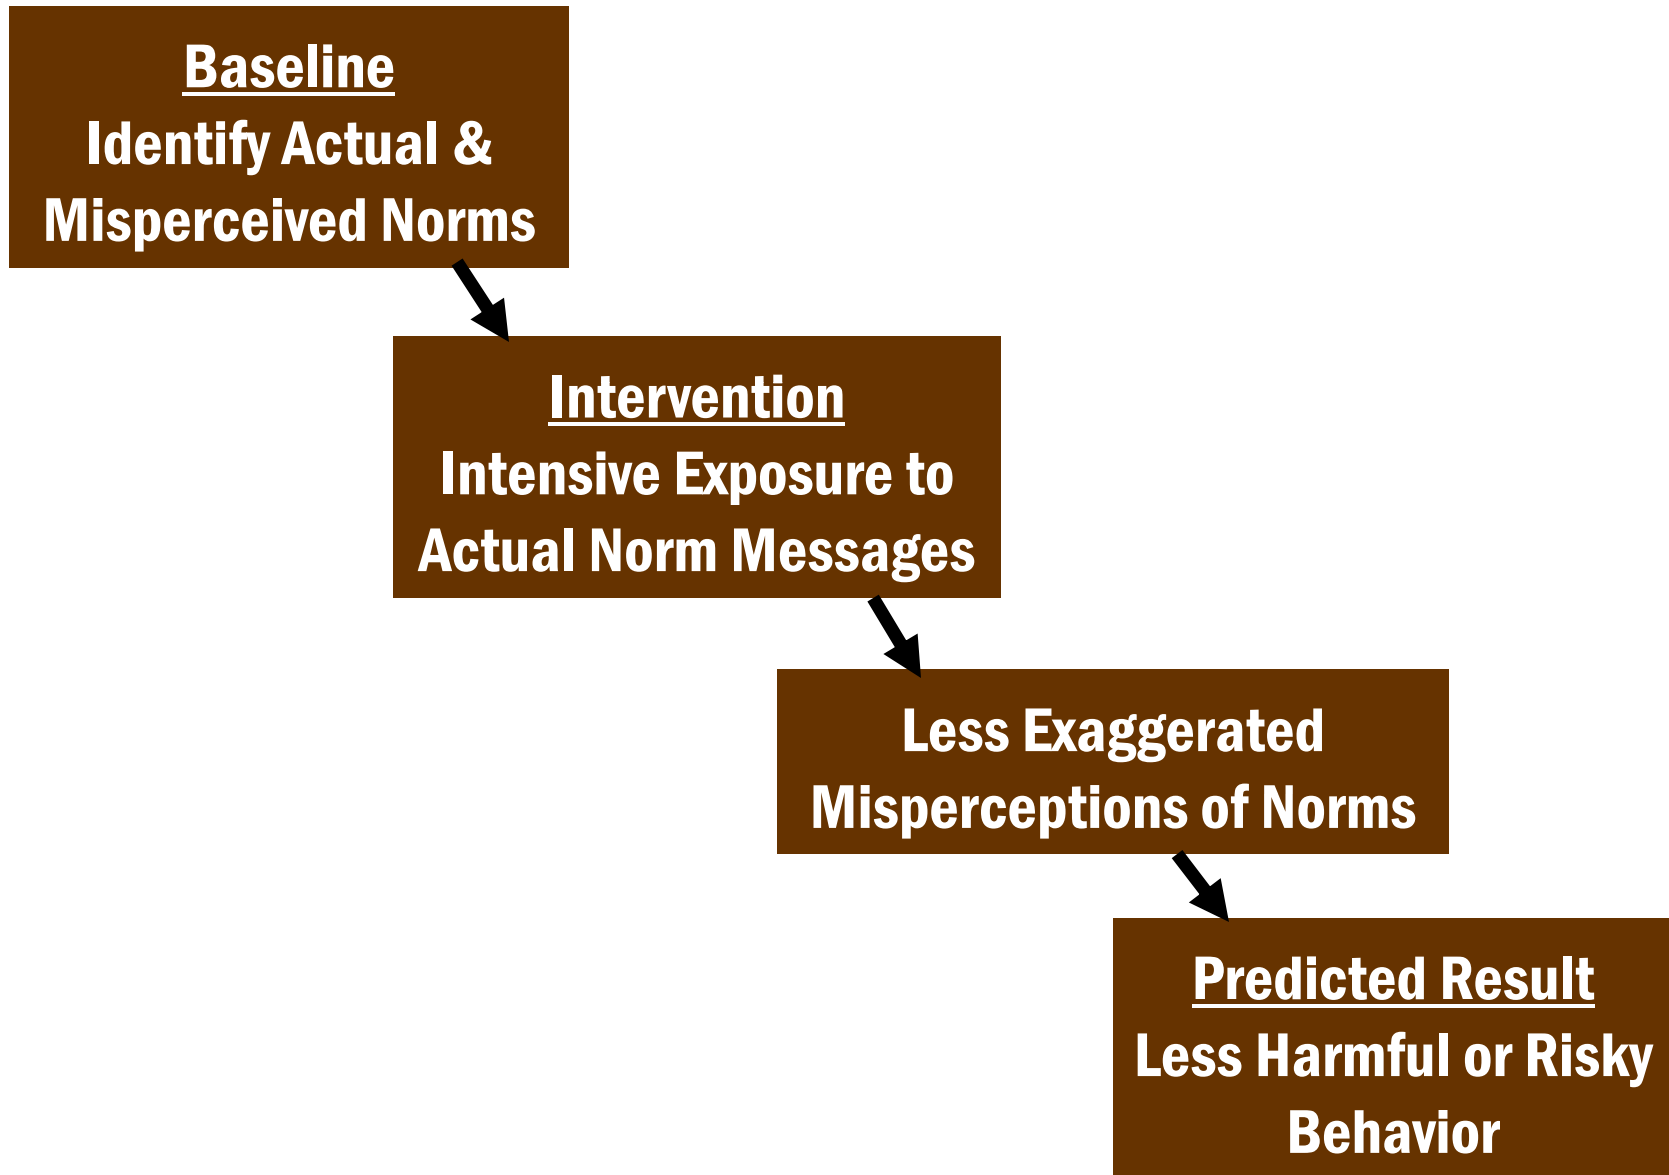 Baseline
Identify Actual &
Misperceived Norms
Intervention
Intensive Exposure to
Actual Norm Messages
Less Exaggerated
Misperceptions of Norms
Predicted Result
Less Harmful or Risky
Behavior